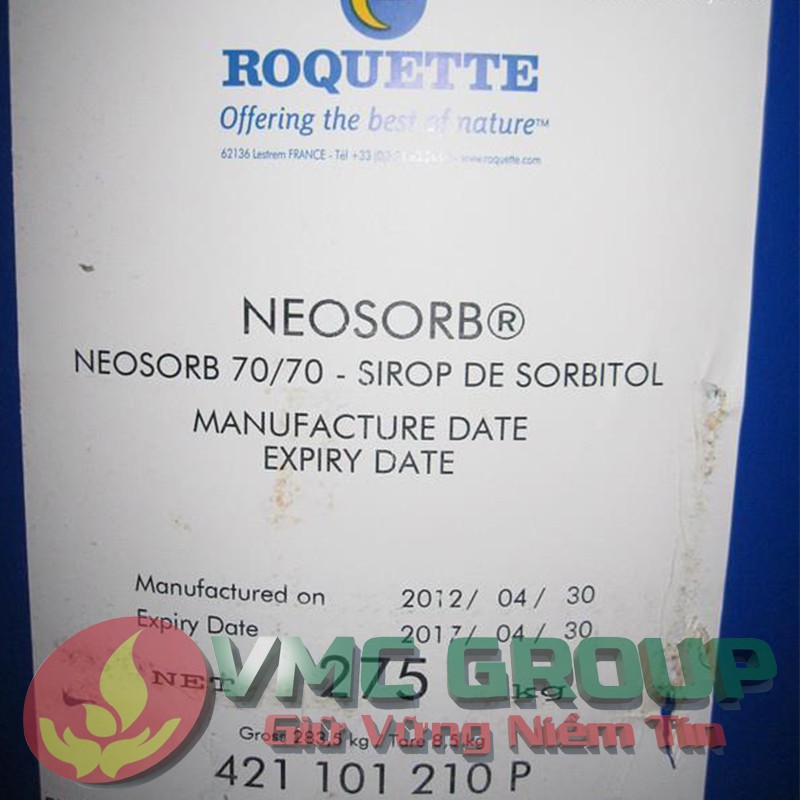 ROQUETTE
Offering the best of nature™
62136 Lestrem FRANCE - Tél +33 www.roquette.com
NEOSORB®
NEOSORB 70/70 - SIROP DE SORBITOL
MANUFACTURE DATE
EXPIRY DATE
Manufactured on 2012/ 04/ 30
Expiry Date 2017/ 04/ 30
NET 275 kg
VMC GROUP
Giữ Vững Niềm Tin
Gross 283,5 kg / Tare 8,5 kg
421 101 210 P